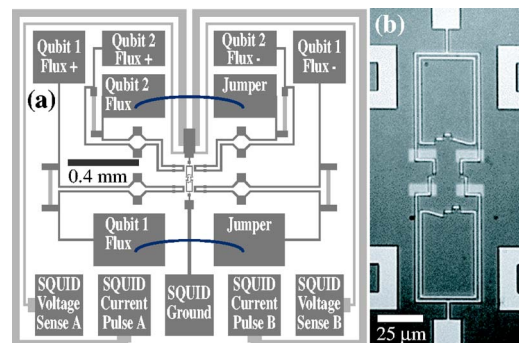 Qubit 1
Flux +
Qubit 2
Flux +
Qubit 2
Flux -
Qubit 1
Flux -
(a)
Qubit 2
Flux
Jumper
0.4 mm
Qubit 1
Flux
Jumper
SQUID
Voltage
Sense A
SQUID
Current
Pulse A
SQUID
Ground
SQUID
Current
Pulse B
SQUID
Voltage
Sense B
(b)
25 µm